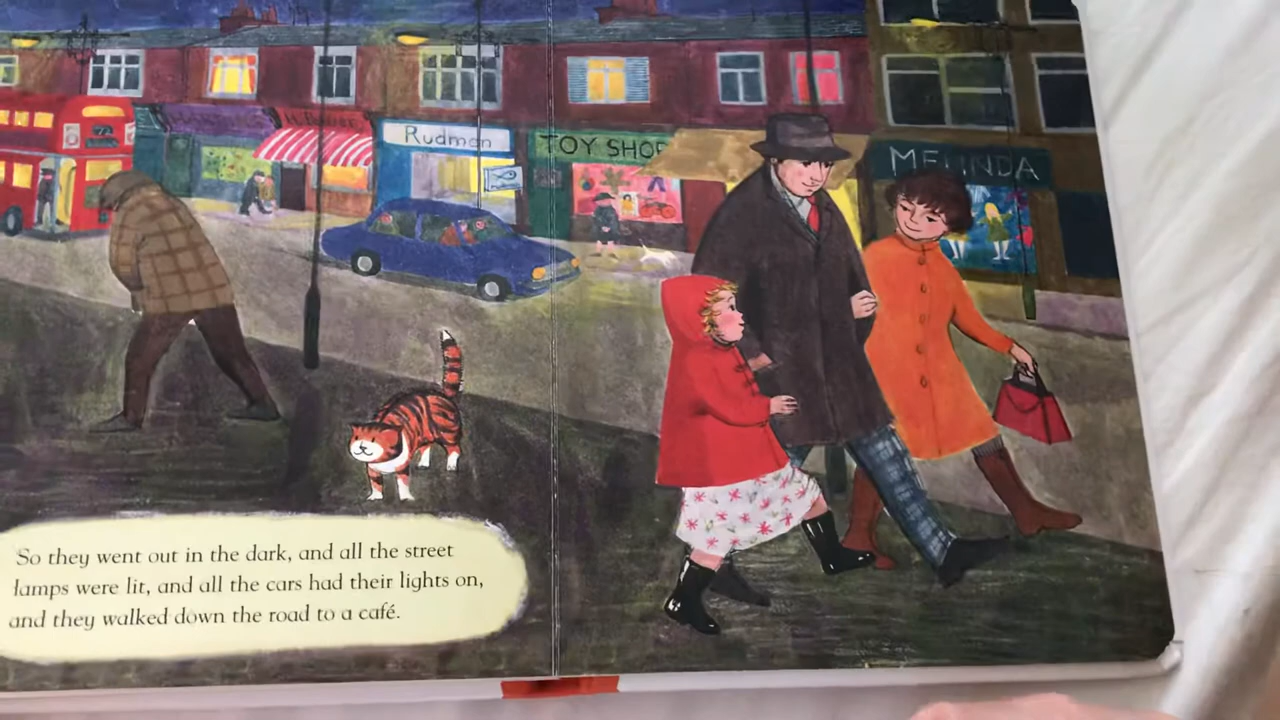 Rudman
TOY SHOP
MELINDA
So they went out in the dark, and all the street
lamps were lit, and all the cars had their lights on,
and they walked down the road to a café.